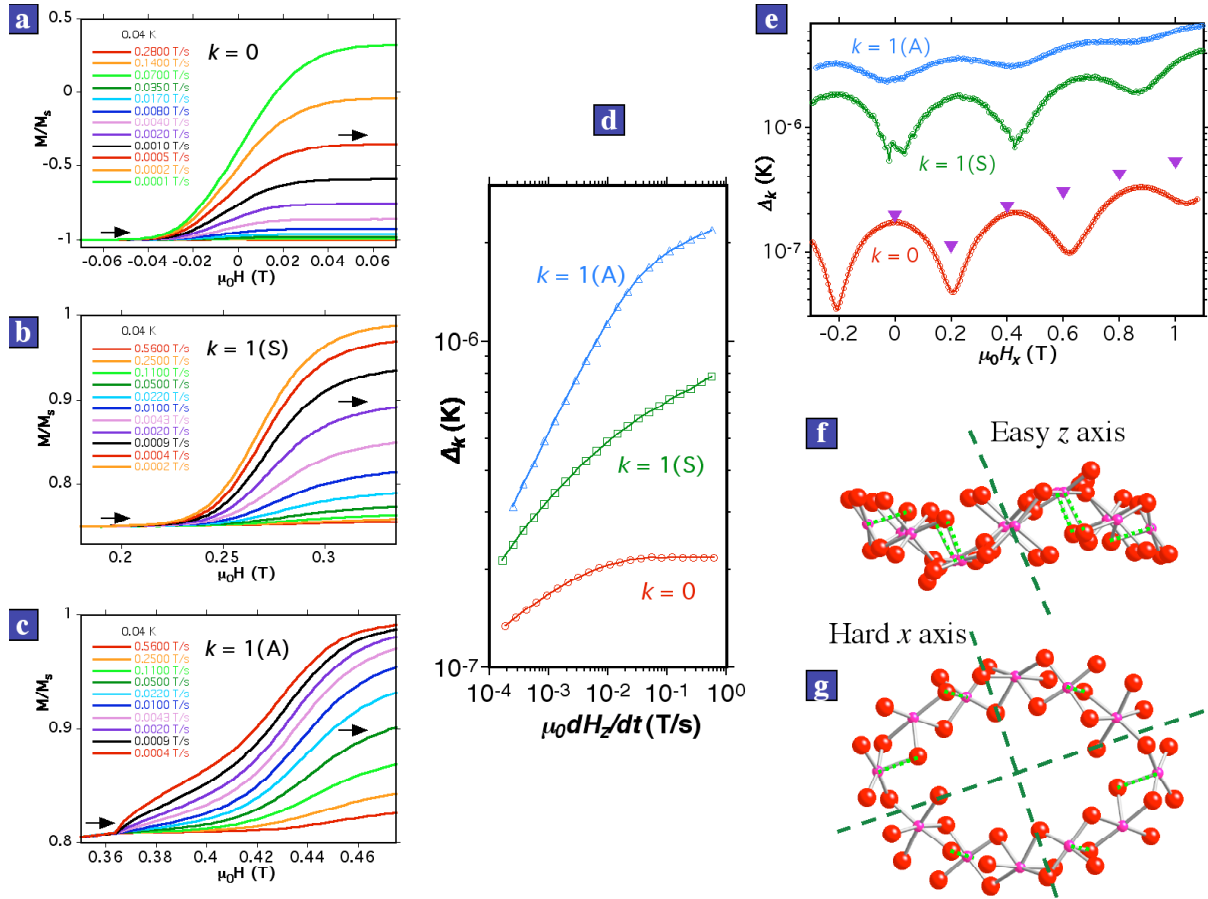 a
0.5
0
-0.5
-1
M/Ms
0.04 K
k = 0
0.2800 T/s
0.1400 T/s
0.0700 T/s
0.0350 T/s
0.0170 T/s
0.0080 T/s
0.0040 T/s
0.0020 T/s
0.0010 T/s
0.0005 T/s
0.0002 T/s
0.0001 T/s
-0.06 -0.04 -0.02 0 0.02 0.04 0.06
μ0H (T)
b
1
0.9
0.8
M/Ms
0.04 K
k = 1(S)
0.5600 T/s
0.2500 T/s
0.1100 T/s
0.0500 T/s
0.0220 T/s
0.0100 T/s
0.0043 T/s
0.0020 T/s
0.0009 T/s
0.0004 T/s
0.0002 T/s
0.2 0.25 0.3
μ0H (T)
c
1
0.9
0.8
M/Ms
0.04 K
k = 1(A)
0.5600 T/s
0.2500 T/s
0.1100 T/s
0.0500 T/s
0.0220 T/s
0.0100 T/s
0.0043 T/s
0.0020 T/s
0.0009 T/s
0.0004 T/s
0.36 0.38 0.40 0.42 0.44 0.46
μ0H (T)
d
k = 1(A)
k = 1(S)
k = 0
10-6
10-7
Δk (K)
10-4 10-3 10-2 10-1 100
μ0dHz/dt (T/s)
e
k = 1(A)
k = 1(S)
k = 0
10-6
10-7
Δk (K)
-0.2 0 0.2 0.4 0.6 0.8 1
μ0Hx (T)
f
Easy z axis
Hard x axis
g